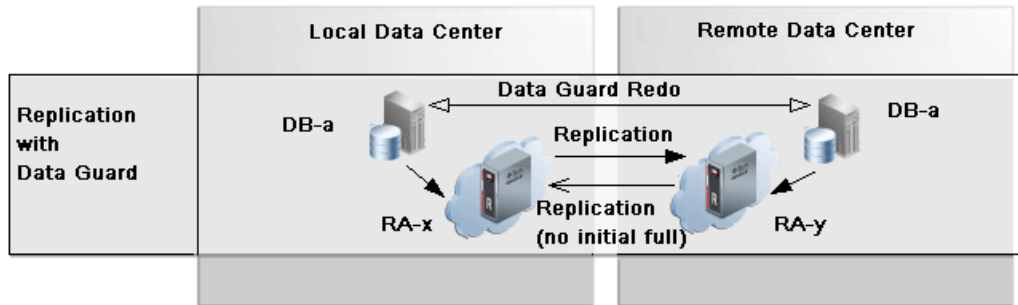 Local Data Center
Remote Data Center
Replication
with
Data Guard
Data Guard Redo
DB-a
DB-a
Replication
RA-x
Replication
(no initial full)
RA-y
R
R